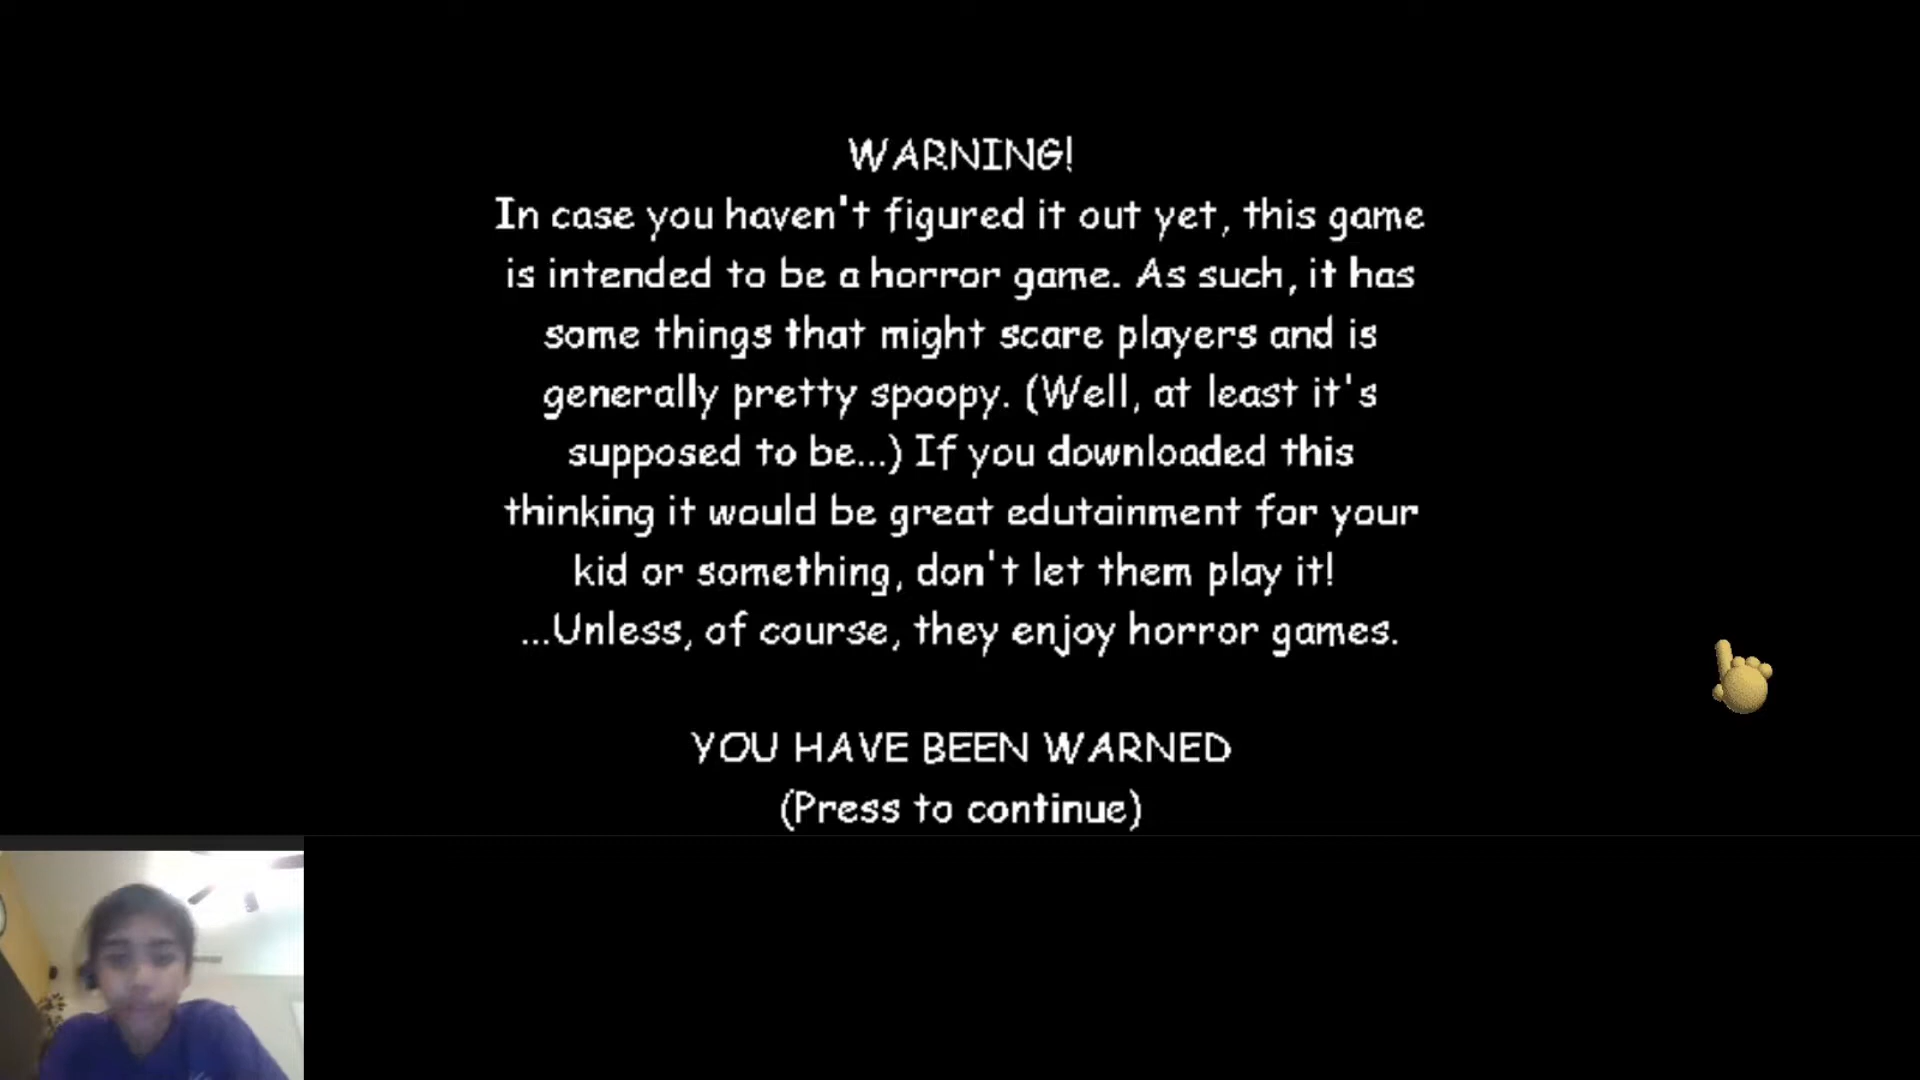 WARNING!
In case you haven't figured it out yet, this game
is intended to be a horror game. As such, it has
some things that might scare players and is
generally pretty spoopy. (Well, at least it's
supposed to be...) If you downloaded this
thinking it would be great edutainment for your
kid or something, don't let them play it!
...Unless, of course, they enjoy horror games.
YOU HAVE BEEN WARNED
(Press to continue)